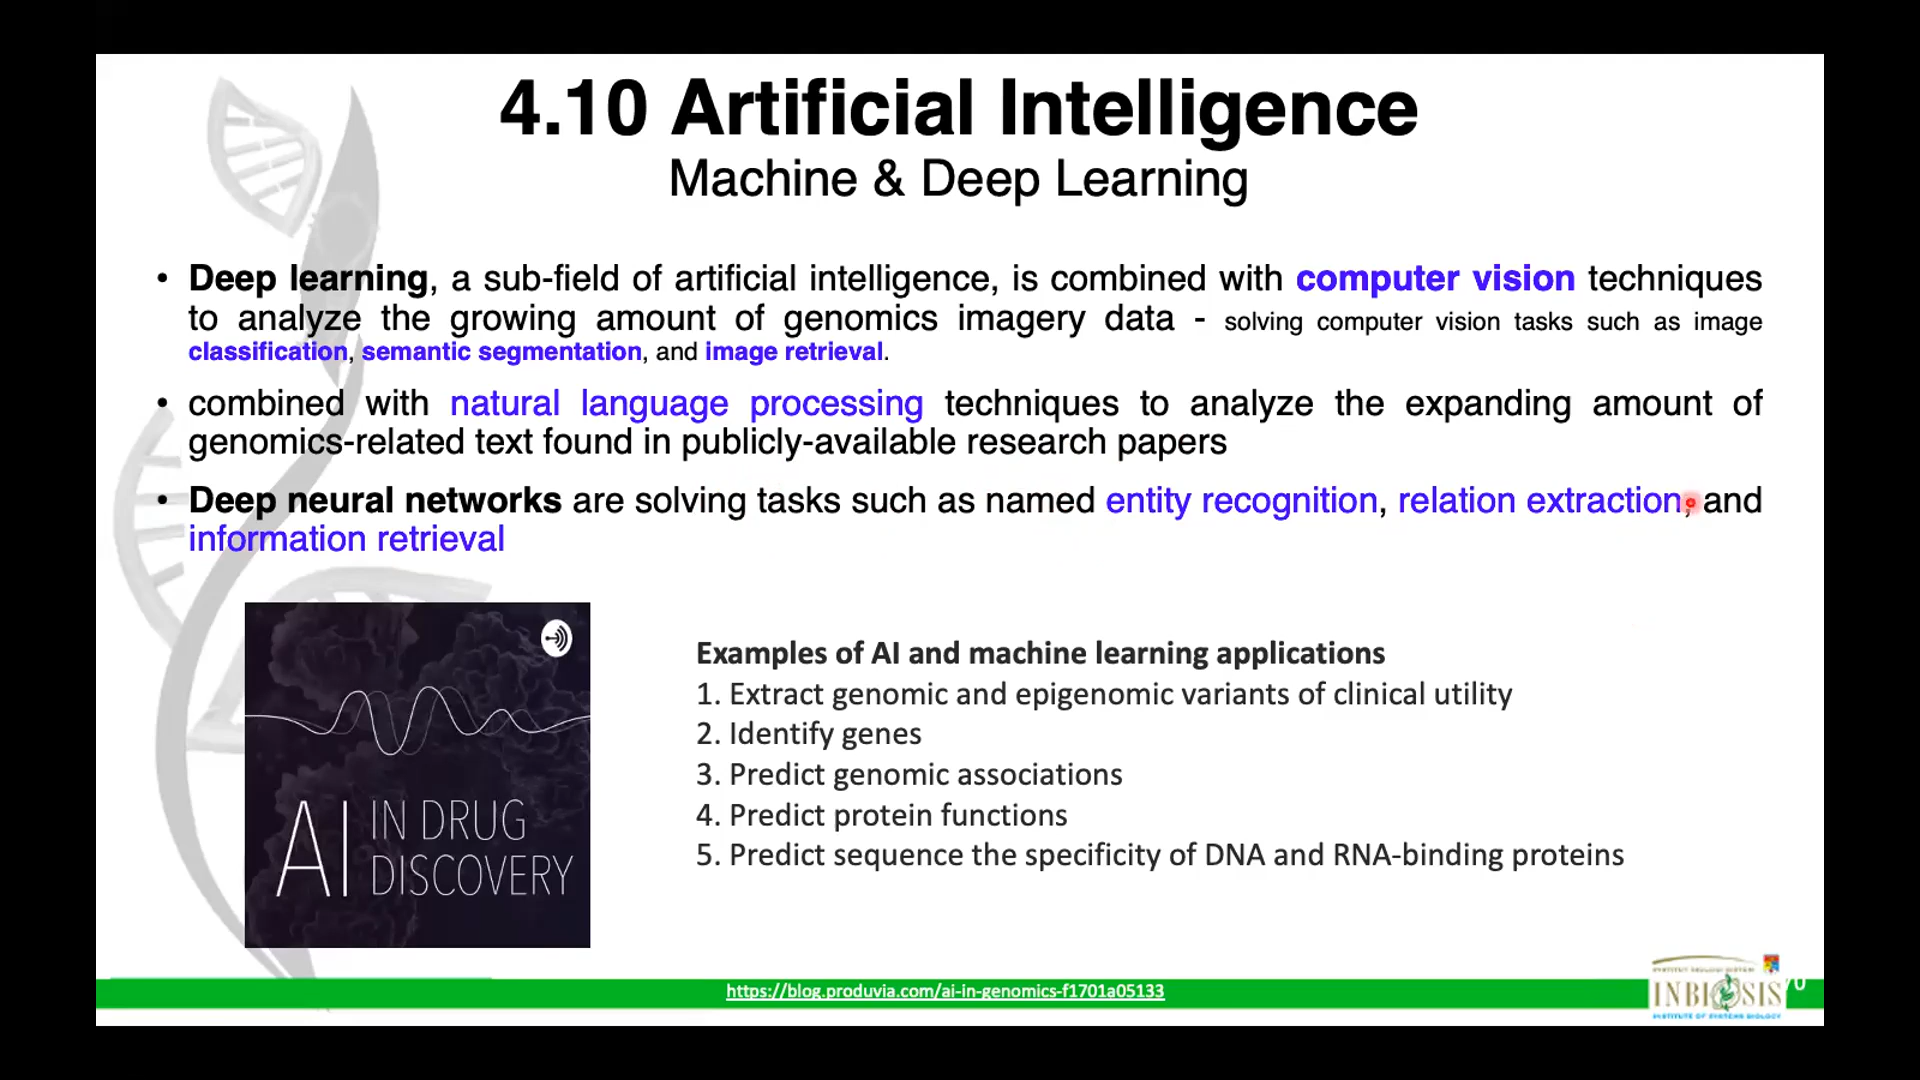 4.10 Artificial Intelligence
Machine & Deep Learning
• Deep learning, a sub-field of artificial intelligence, is combined with computer vision techniques
to analyze the growing amount of genomics imagery data - solving computer vision tasks such as image
classification, semantic segmentation, and image retrieval.
• combined with natural language processing techniques to analyze the expanding amount of
genomics-related text found in publicly-available research papers
• Deep neural networks are solving tasks such as named entity recognition, relation extraction, and
information retrieval
AI IN DRUG
DISCOVERY
Examples of AI and machine learning applications
1. Extract genomic and epigenomic variants of clinical utility
2. Identify genes
3. Predict genomic associations
4. Predict protein functions
5. Predict sequence the specificity of DNA and RNA-binding proteins
https://blog.produvia.com/ai-in-genomics-f1701a05133
INBIOSIS
INSTITUTE OF SYSTEMS BIOLOGY